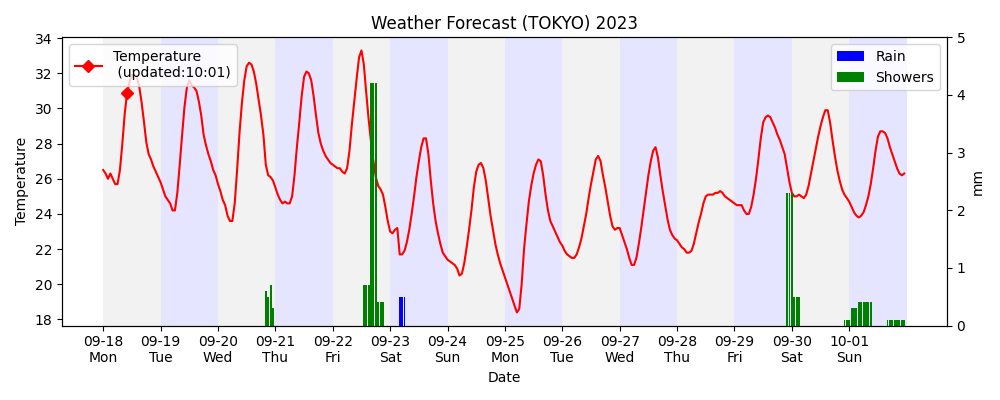 Weather Forecast (TOKYO) 2023
Temperature
(updated:10:01)
Rain
Showers
34
32
30
28
26
24
22
20
18
Temperature
5
4
3
2
1
0
mm
09-18 09-19 09-20 09-21 09-22 09-23 09-24 09-25 09-26 09-27 09-28 09-29 09-30 10-01
Mon Tue Wed Thu Fri Sat Sun Mon Tue Wed Thu Fri Sat Sun
Date